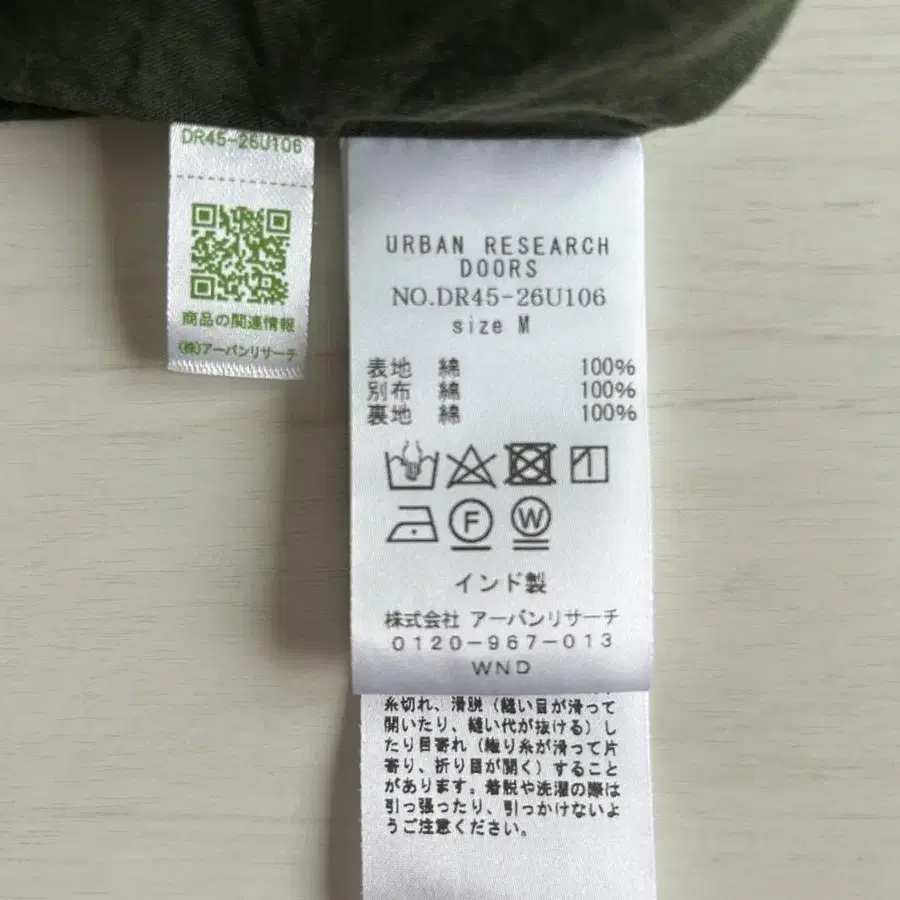 DR45-26U106
商品の関連情報
(株)アーバンリサーチ
URBAN RESEARCH
DOORS
NO.DR45-26U106
size M
表地 綿 100%
別布 綿 100%
裏地 綿 100%
F W
インド製
株式会社 アーバンリサーチ
0120-967-013
WND
糸切れ、滑脱(縫い目が滑って
開いたり、縫い代が抜ける)し
たり目寄れ(織り糸が滑って片
寄り、折り目が開く)すること
があります。着脱や洗濯の際は
引っ張ったり、引っかけないよ
うご注意ください。